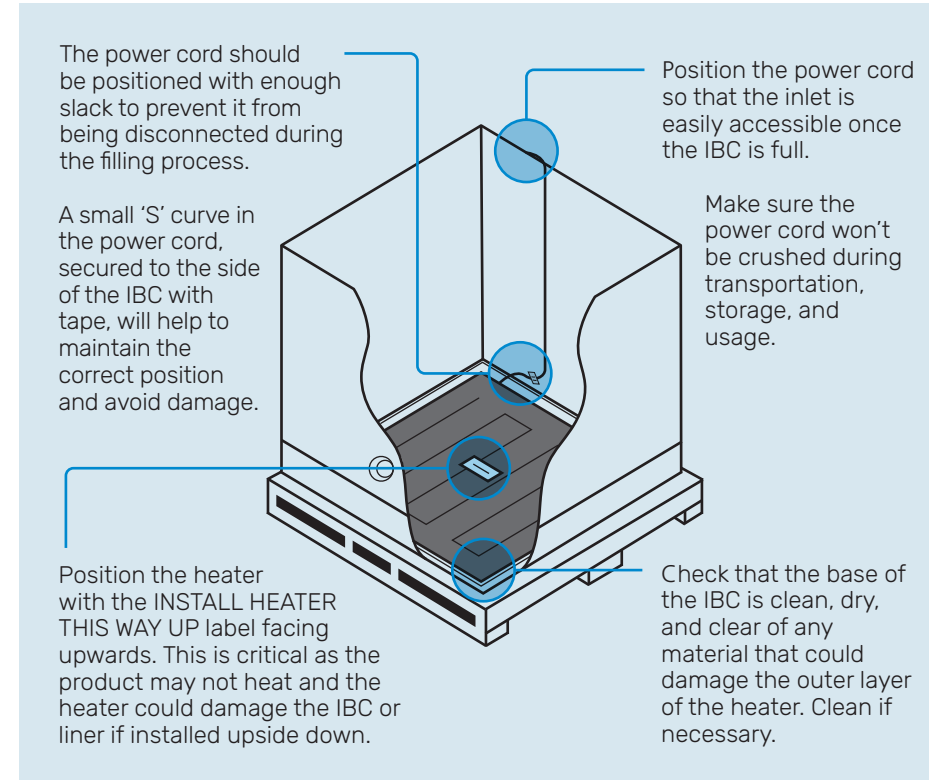 The power cord should
be positioned with enough
slack to prevent it from
being disconnected during
the filling process.
A small ‘S’ curve in
the power cord,
secured to the side
of the IBC with
tape, will help to
maintain the
correct position
and avoid damage.
Position the power cord
so that the inlet is
easily accessible once
the IBC is full.
Make sure the
power cord won’t
be crushed during
transportation,
storage, and
usage.
Position the heater
with the INSTALL HEATER
THIS WAY UP label facing
upwards. This is critical as the
product may not heat and the
heater could damage the IBC or
liner if installed upside down.
Check that the base of
the IBC is clean, dry,
and clear of any
material that could
damage the outer layer
of the heater. Clean if
necessary.